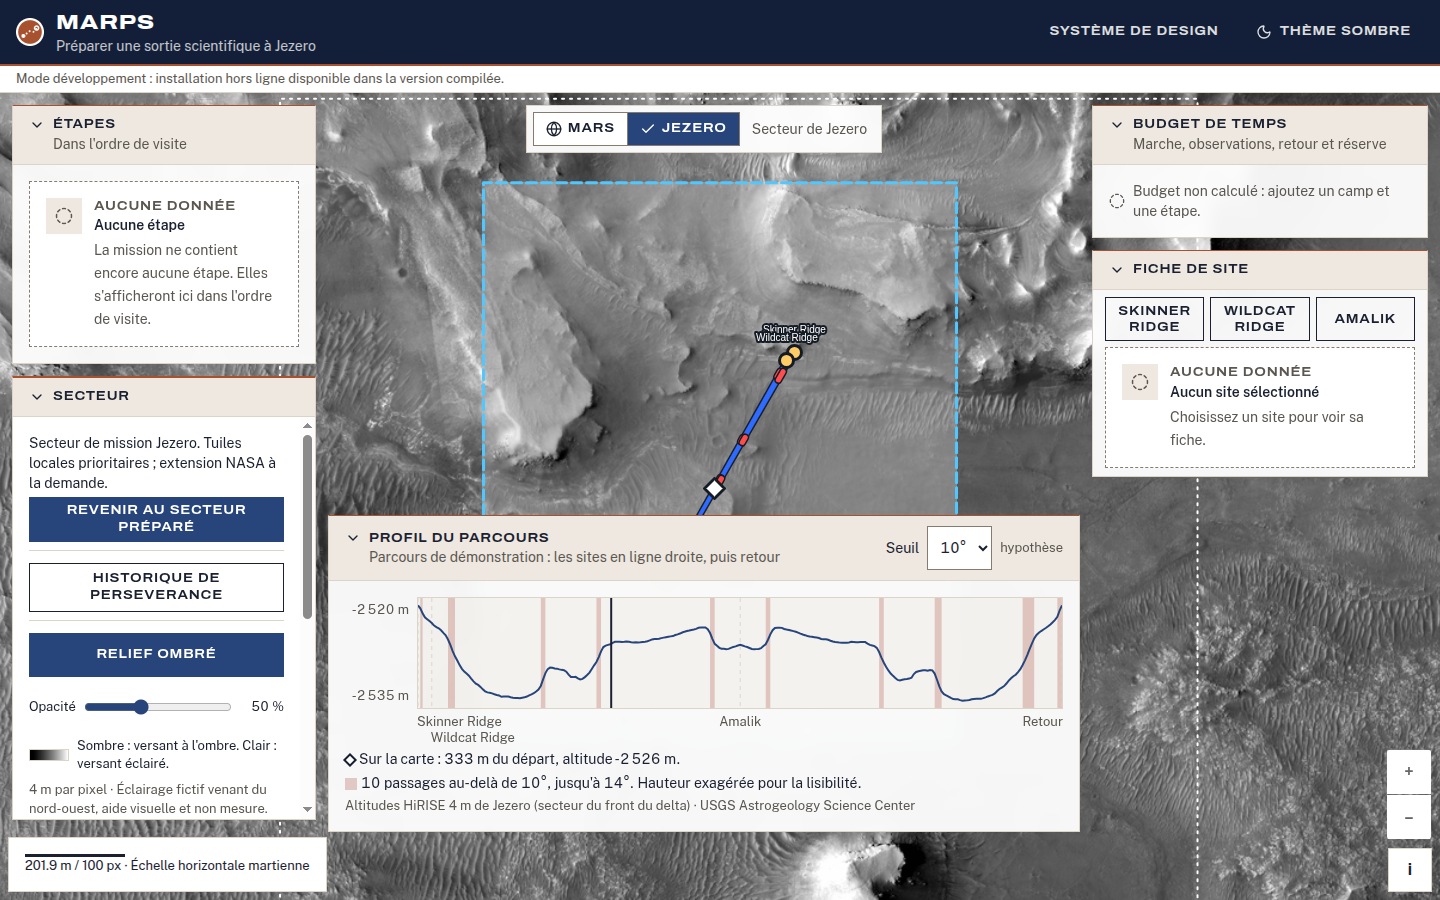 MARPS
Préparer une sortie scientifique à Jezero
SYSTÈME DE DESIGN
THÈME SOMBRE
Mode développement : installation hors ligne disponible dans la version compilée.
ÉTAPES
Dans l'ordre de visite
AUCUNE DONNÉE
Aucune étape
La mission ne contient
encore aucune étape. Elles
s'afficheront ici dans l'ordre
de visite.
SECTEUR
Secteur de mission Jezero. Tuiles
locales prioritaires ; extension NASA à
la demande.
REVENIR AU SECTEUR
PRÉPARÉ
HISTORIQUE DE
PERSEVERANCE
RELIEF OMBRÉ
Opacité 50 %
Sombre : versant à l'ombre. Clair :
versant éclairé.
4 m par pixel · Éclairage fictif venant du
nord-ouest, aide visuelle et non mesure.
201.9 m / 100 px · Échelle horizontale martienne
MARS
JEZERO
Secteur de Jezero
Skinner Ridge
Wildcat Ridge
PROFIL DU PARCOURS
Parcours de démonstration : les sites en ligne droite, puis retour
Seuil 10° hypothèse
-2 520 m
-2 535 m
Skinner Ridge
Wildcat Ridge
Amalik
Retour
Sur la carte : 333 m du départ, altitude -2 526 m.
10 passages au-delà de 10°, jusqu'à 14°. Hauteur exagérée pour la lisibilité.
Altitudes HiRISE 4 m de Jezero (secteur du front du delta) · USGS Astrogeology Science Center
BUDGET DE TEMPS
Marche, observations, retour et réserve
Budget non calculé : ajoutez un camp et
une étape.
FICHE DE SITE
SKINNER
RIDGE
WILDCAT
RIDGE
AMALIK
AUCUNE DONNÉE
Aucun site sélectionné
Choisissez un site pour voir sa
fiche.
+
−
i